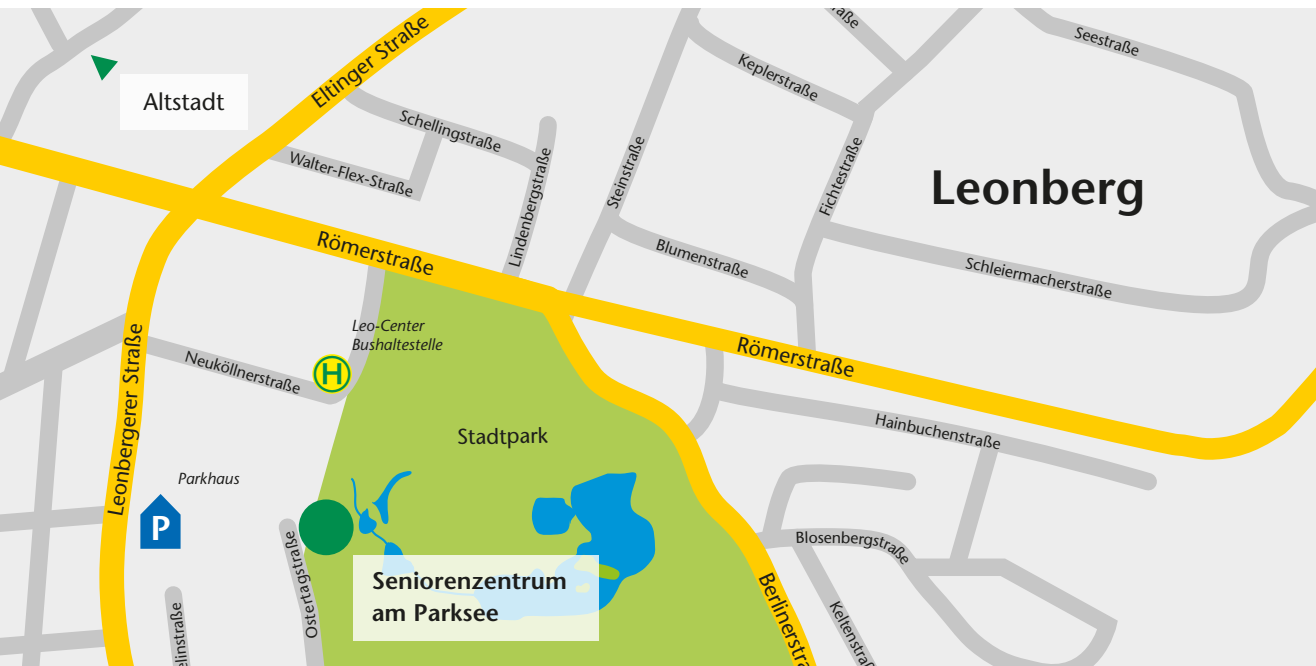 Eltinger Straße
Seestraße
Keplerstraße
Altstadt
Schellingstraße
Walter-Flex-Straße
Lindenbergstraße
Steinstraße
Fichtestraße
Leonberg
Römerstraße
Blumenstraße
Schleiermacherstraße
Leo-Center
Bushaltestelle
H
Neuköllnerstraße
Leonbergerer Straße
Römerstraße
Hainbuchenstraße
Stadtpark
Parkhaus
P
Blosenbergstraße
Ostertagstraße
Seniorenzentrum
am Parksee